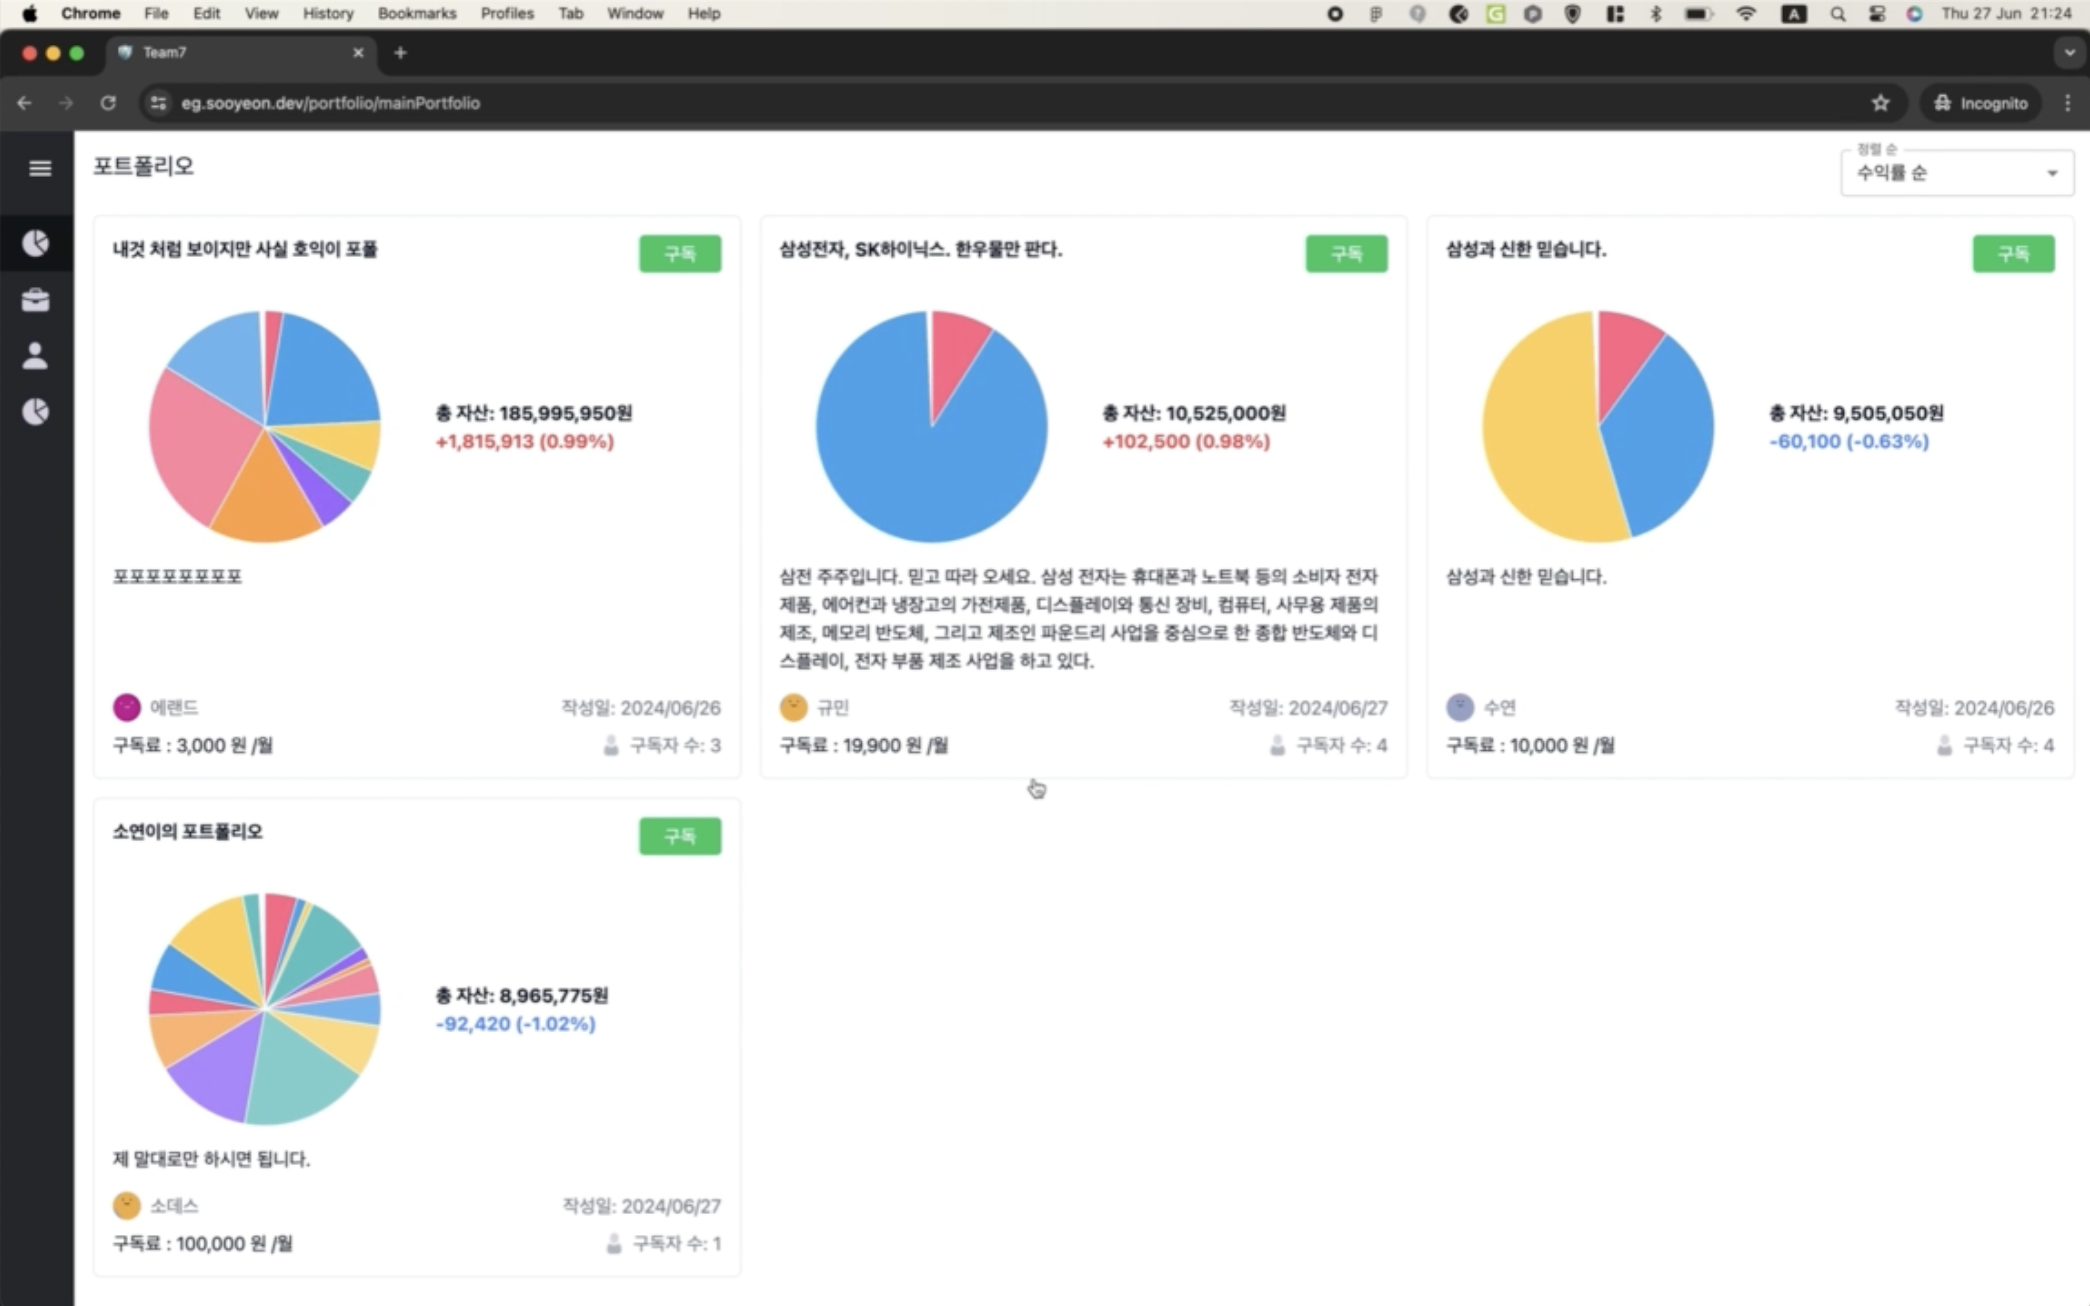 Chrome File Edit View History Bookmarks Profiles Tab Window Help A Thu 27 Jun 21:24
Team7
eg.sooyeon.dev/portfolio/mainPortfolio Incognito
포트폴리오
정렬 순
수익률 순
내것 처럼 보이지만 사실 호익이 포폴
구독
총 자산: 185,995,950원
+1,815,913 (0.99%)
포포포포포포포포
에랜드
작성일: 2024/06/26
구독료 : 3,000 원 /월
구독자 수: 3
삼성전자, SK하이닉스. 한우물만 판다.
구독
총 자산: 10,525,000원
+102,500 (0.98%)
삼전 주주입니다. 믿고 따라 오세요. 삼성 전자는 휴대폰과 노트북 등의 소비자 전자
제품, 에어컨과 냉장고의 가전제품, 디스플레이와 통신 장비, 컴퓨터, 사무용 제품의
제조, 메모리 반도체, 그리고 제조인 파운드리 사업을 중심으로 한 종합 반도체와 디
스플레이, 전자 부품 제조 사업을 하고 있다.
규민
작성일: 2024/06/27
구독료 : 19,900 원 /월
구독자 수: 4
삼성과 신한 믿습니다.
구독
총 자산: 9,505,050원
-60,100 (-0.63%)
삼성과 신한 믿습니다.
수연
작성일: 2024/06/26
구독료 : 10,000 원 /월
구독자 수: 4
소연이의 포트폴리오
구독
총 자산: 8,965,775원
-92,420 (-1.02%)
제 말대로만 하시면 됩니다.
소데스
작성일: 2024/06/27
구독료 : 100,000 원 /월
구독자 수: 1